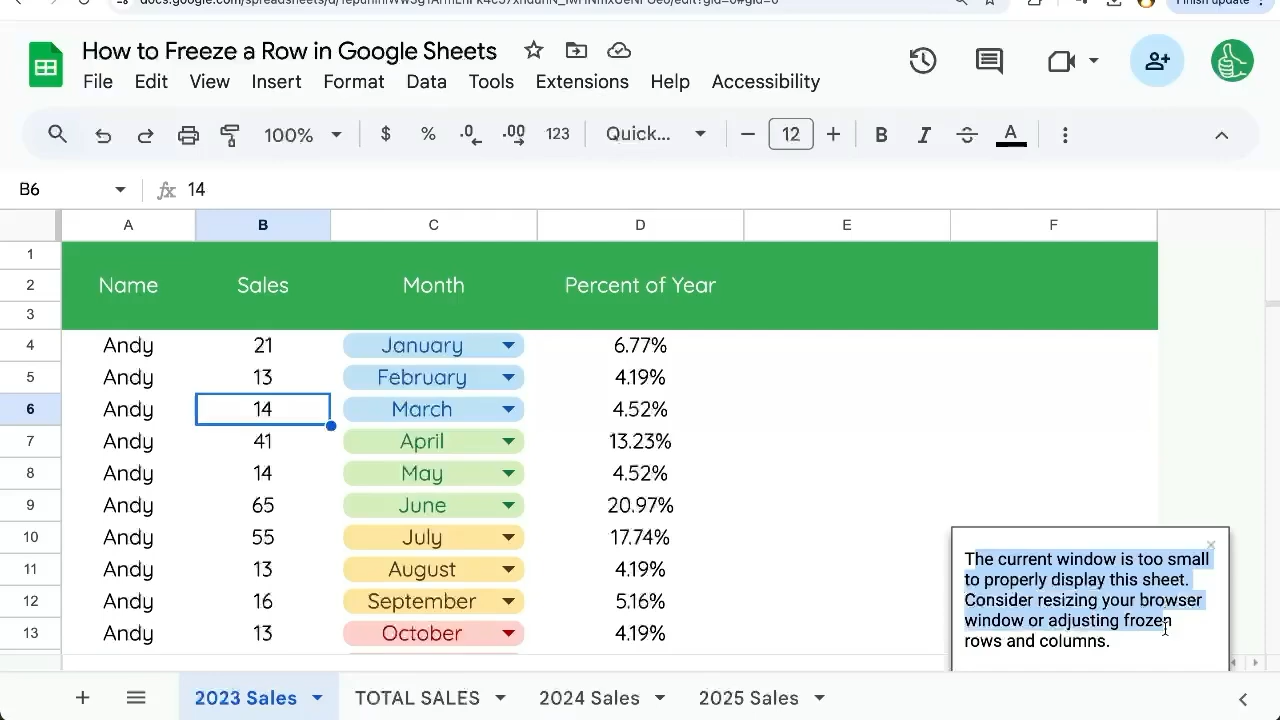 Finish update
How to Freeze a Row in Google Sheets
File Edit View Insert Format Data Tools Extensions Help Accessibility
100% $ % .0 .00 123 Quick... − 12 + B I A
B6 fx 14
A B C D E F
1
2 Name Sales Month Percent of Year
3
4 Andy 21 January 6.77%
5 Andy 13 February 4.19%
6 Andy 14 March 4.52%
7 Andy 41 April 13.23%
8 Andy 14 May 4.52%
9 Andy 65 June 20.97%
10 Andy 55 July 17.74%
11 Andy 13 August 4.19%
12 Andy 16 September 5.16%
13 Andy 13 October 4.19%
The current window is too small
to properly display this sheet.
Consider resizing your browser
window or adjusting frozen
rows and columns.
2023 Sales TOTAL SALES 2024 Sales 2025 Sales